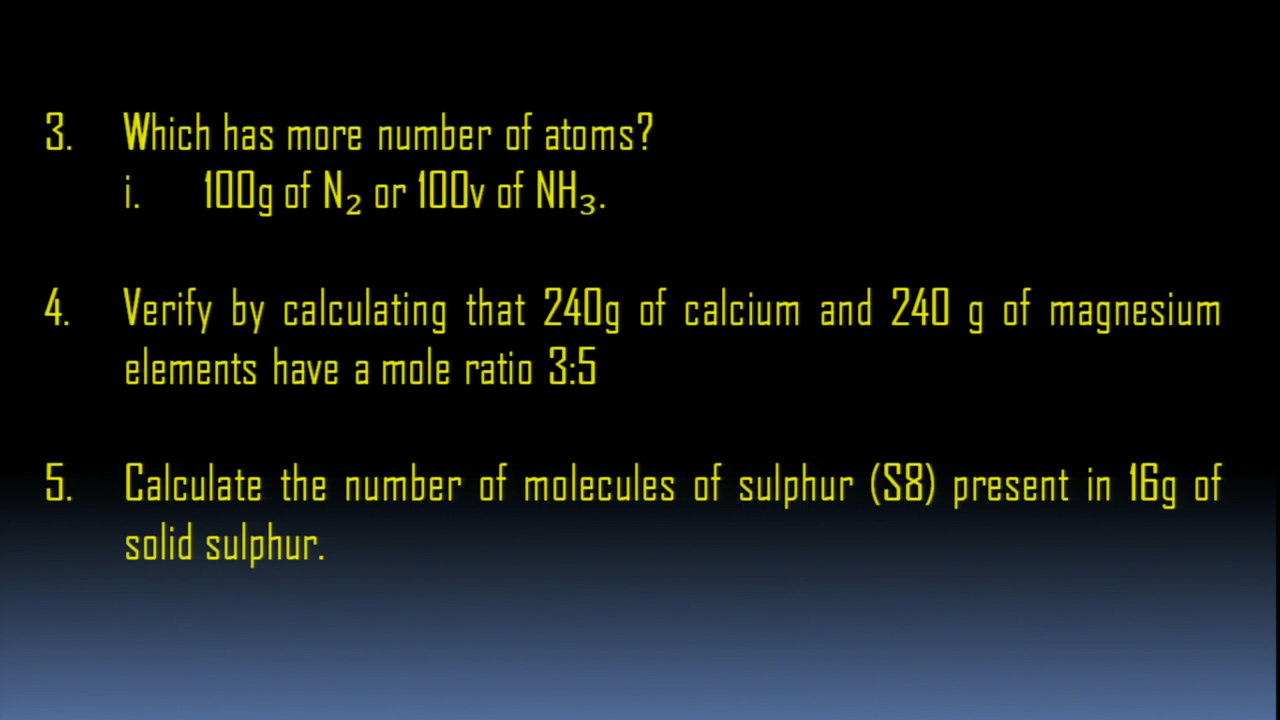 3. Which has more number of atoms?
i. 100g of N₂ or 100v of NH₃.
4. Verify by calculating that 240g of calcium and 240 g of magnesium
elements have a mole ratio 3:5
5. Calculate the number of molecules of sulphur (S8) present in 16g of
solid sulphur.